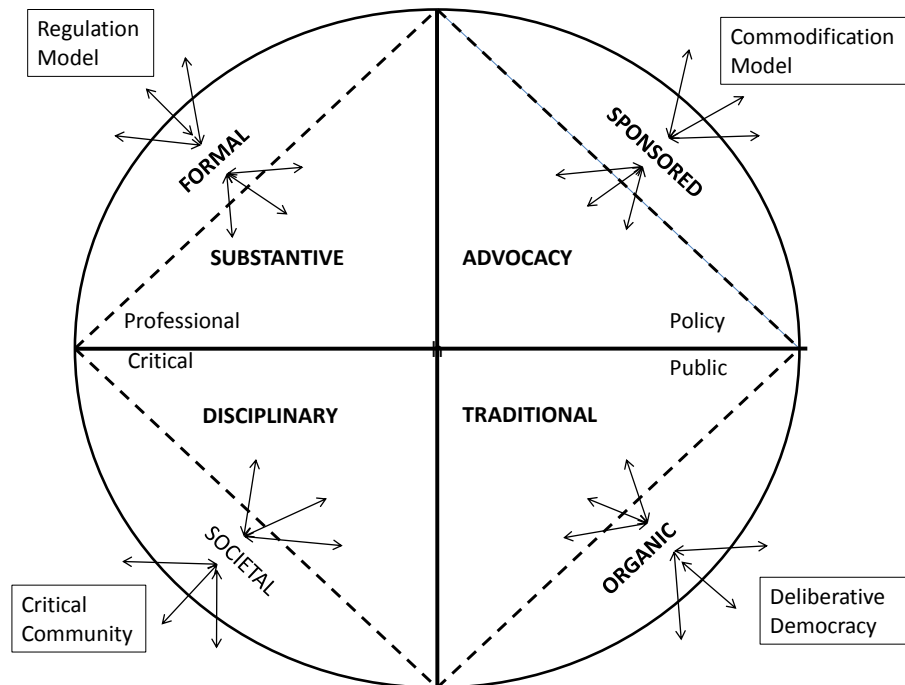 Regulation
Model
Commodification
Model
FORMAL
SPONSORED
SUBSTANTIVE
ADVOCACY
Professional
Policy
Critical
Public
DISCIPLINARY
TRADITIONAL
SOCIETAL
ORGANIC
Critical
Community
Deliberative
Democracy